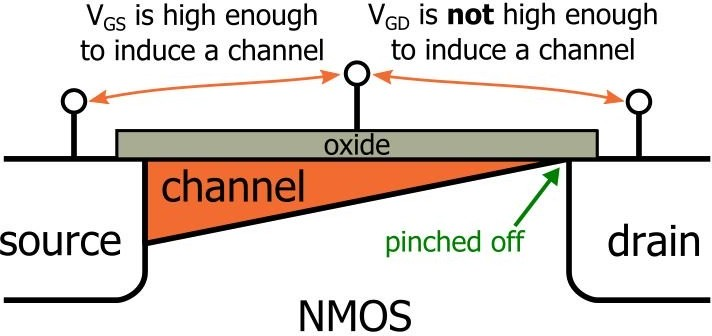 VGS is high enough
to induce a channel
VGD is not high enough
to induce a channel
oxide
channel
source
pinched off
drain
NMOS